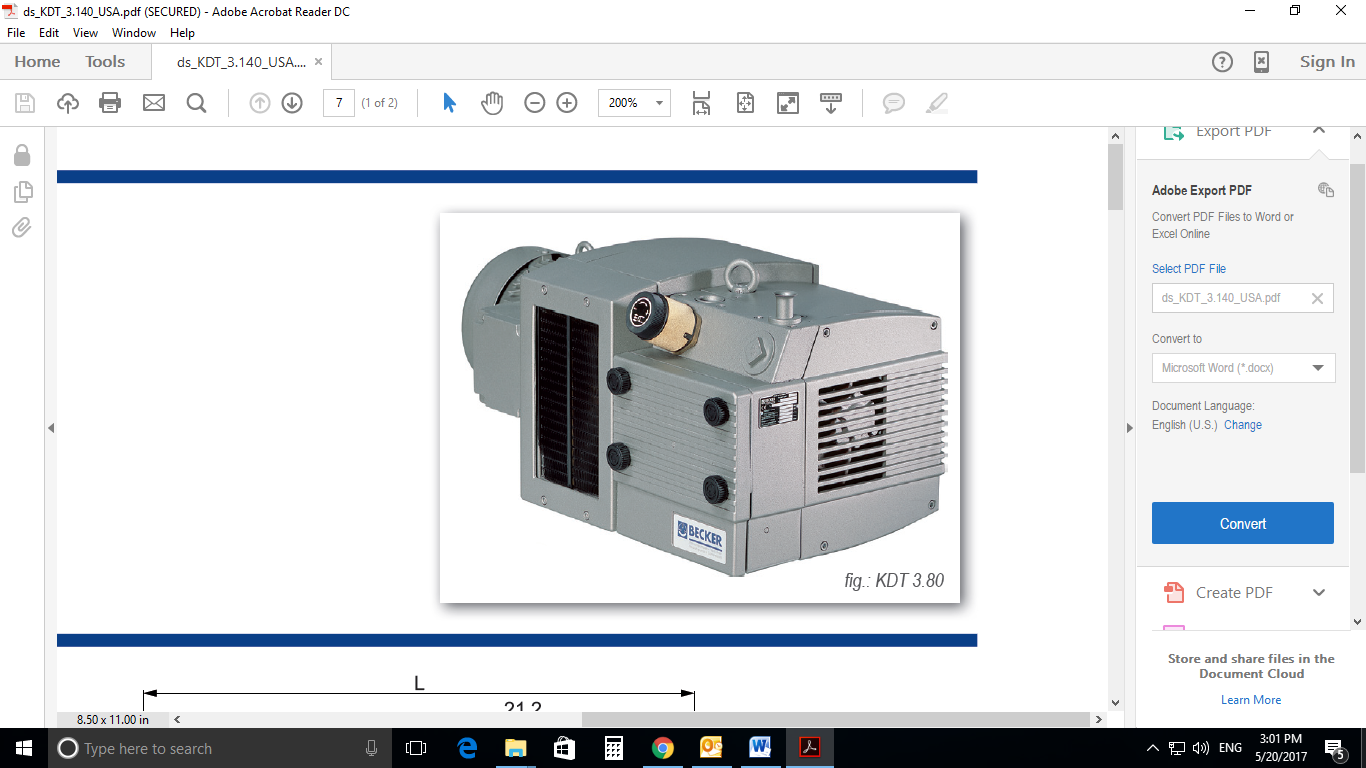 ds_KDT_3.140_USA.pdf (SECURED) - Adobe Acrobat Reader DC
File Edit View Window Help
Home Tools ds_KDT_3.140_USA.... × Sign In
7 (1 of 2) 200%
Export PDF
Adobe Export PDF
Convert PDF Files to Word or
Excel Online
Select PDF File
ds_KDT_3.140_USA.pdf
Convert to
Microsoft Word (*.docx)
Document Language:
English (U.S.) Change
Convert
BECKER
fig.: KDT 3.80
Create PDF
Store and share files in the
Document Cloud
Learn More
L
21.2
8.50 x 11.00 in
Type here to search
ENG
3:01 PM
5/20/2017
5